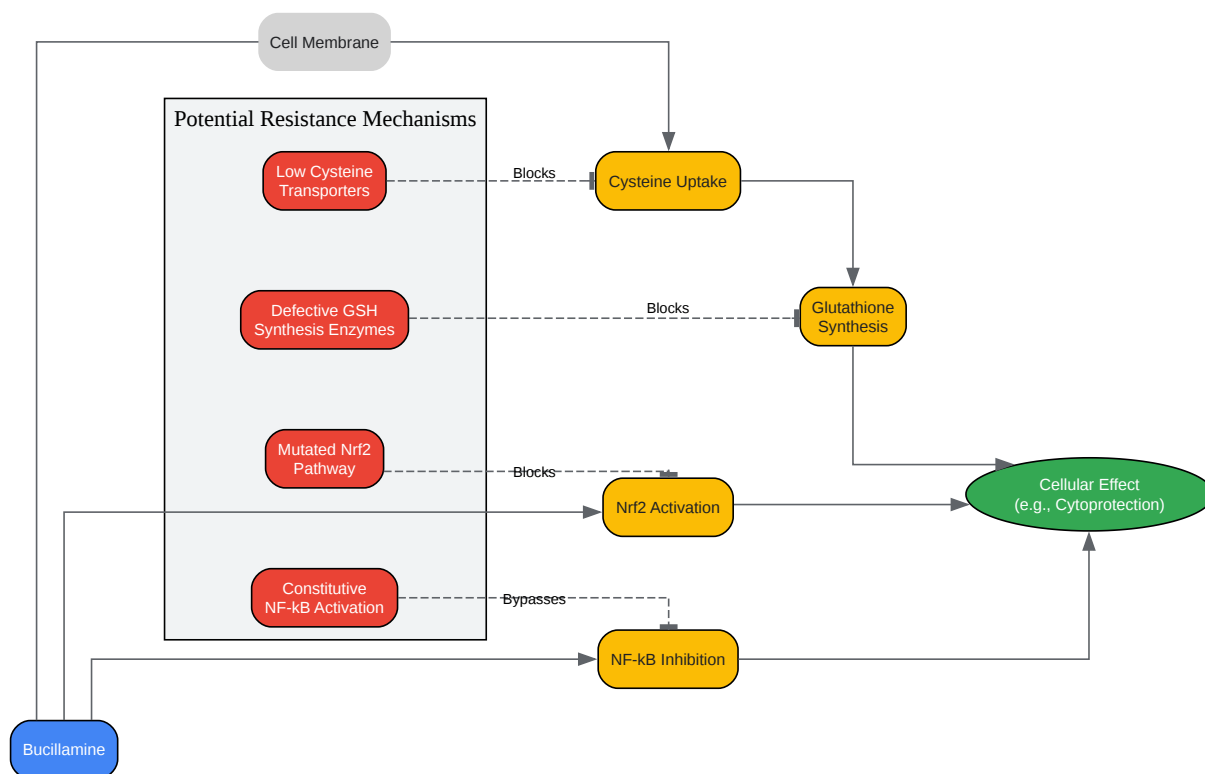 Cell Membrane
Potential Resistance Mechanisms
Low Cysteine
Transporters
Blocks
Cysteine Uptake
Defective GSH
Synthesis Enzymes
Blocks
Glutathione
Synthesis
Mutated Nrf2
Pathway
Blocks
Nrf2 Activation
Cellular Effect
(e.g., Cytoprotection)
Constitutive
NF-kB Activation
Bypasses
NF-kB Inhibition
Bucillamine